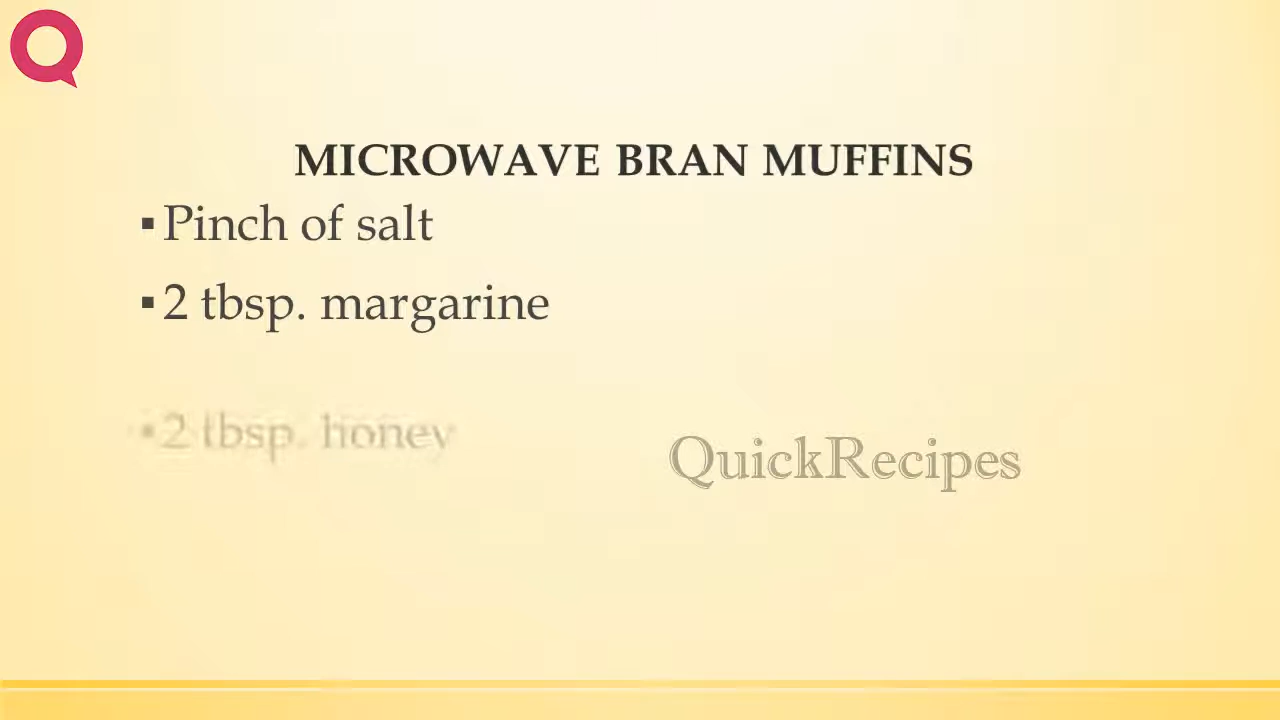 MICROWAVE BRAN MUFFINS
▪Pinch of salt
▪2 tbsp. margarine
▪2 tbsp. honey
QuickRecipes